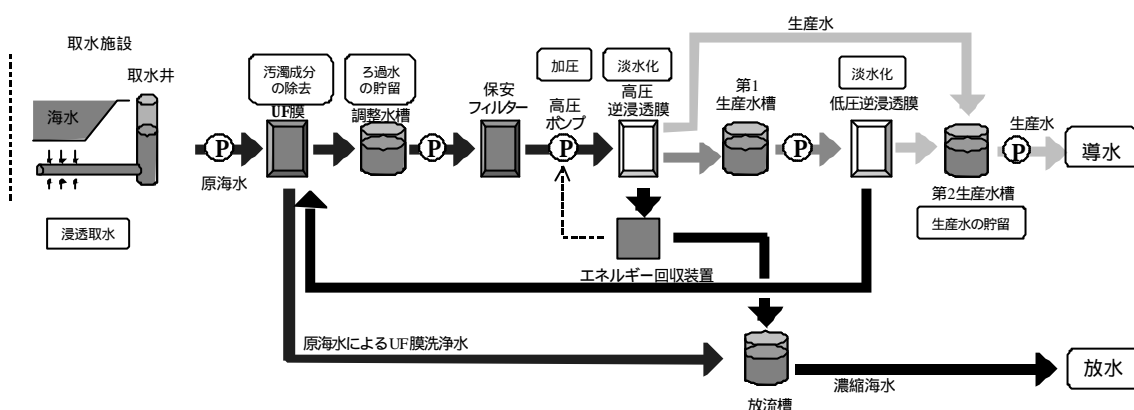 取水施設
取水井
海水
浸透取水
P
原海水
汚濁成分
の除去
UF膜
ろ過水
の貯留
調整水槽
P
保安
フィルター
加圧
高圧
ポンプ
P
淡水化
高圧
逆浸透膜
生産水
第1
生産水槽
P
淡水化
低圧逆浸透膜
第2生産水槽
生産水の貯留
生産水
P
導水
エネルギー回収装置
原海水によるUF膜洗浄水
放流槽
濃縮海水
放水